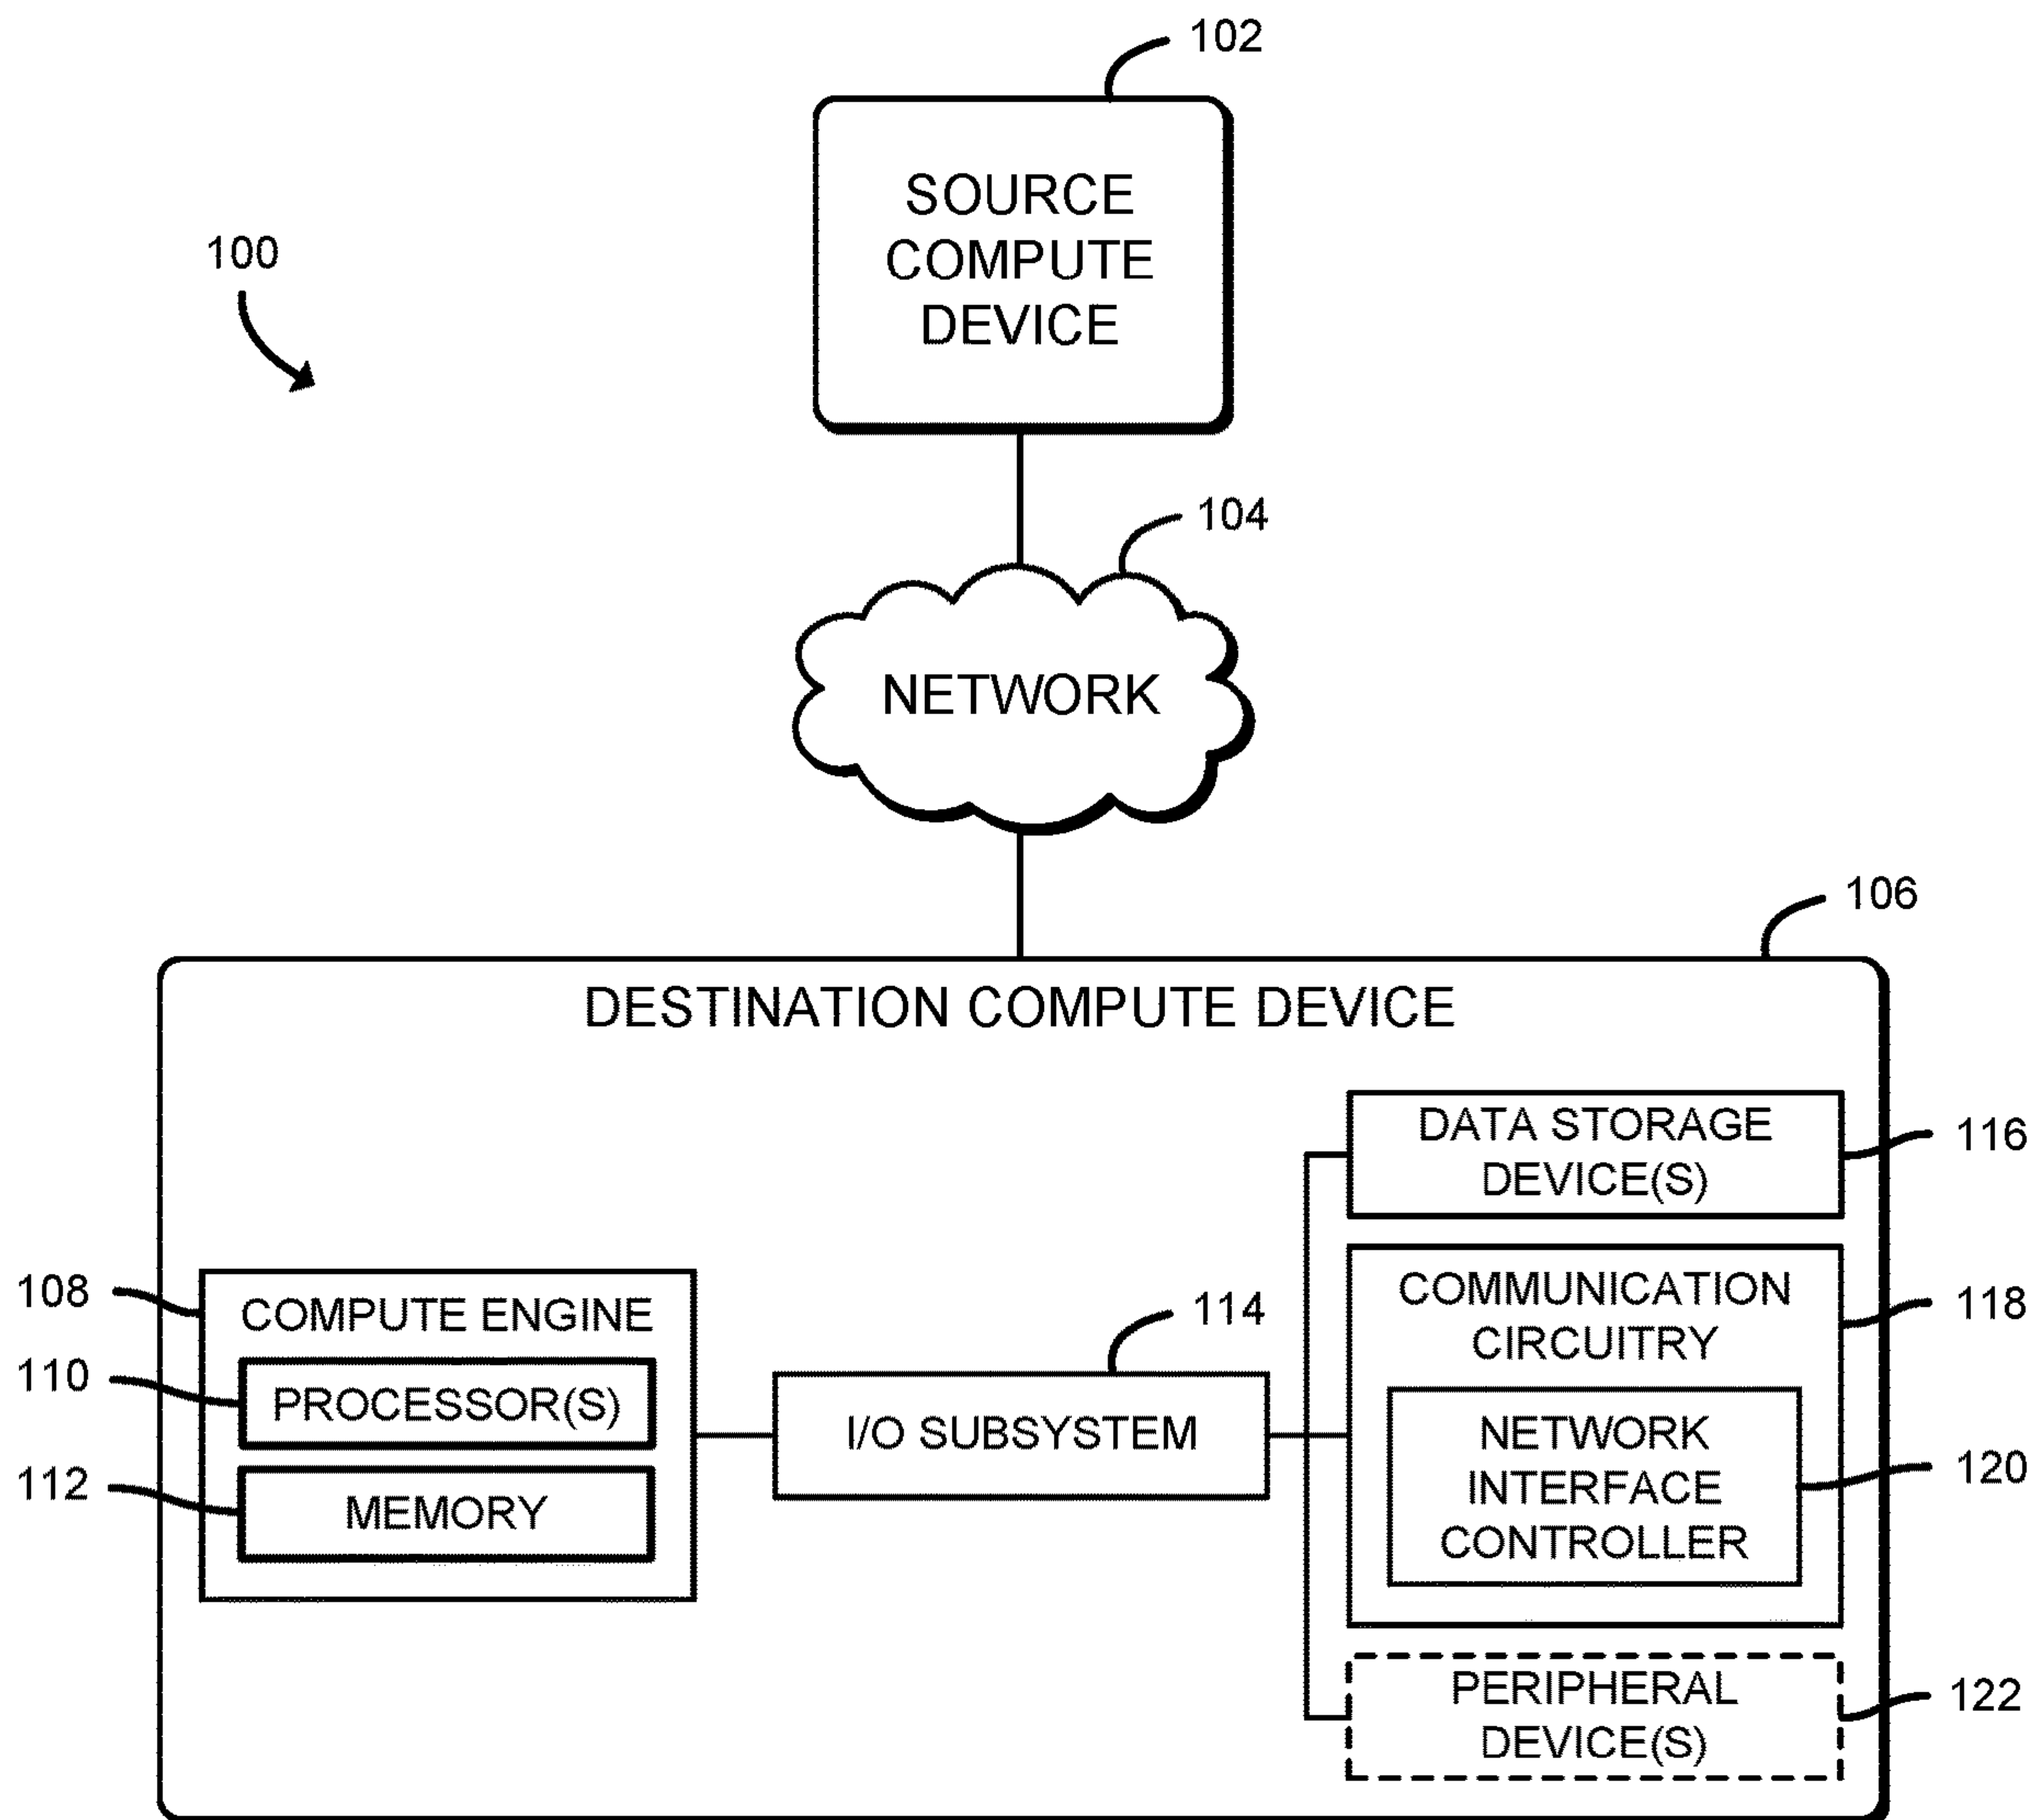 102
SOURCE
COMPUTE
DEVICE
100
104
NETWORK
106
DESTINATION COMPUTE DEVICE
DATA STORAGE
DEVICE(S)
116
108
COMPUTE ENGINE
110
PROCESSOR(S)
112
MEMORY
114
I/O SUBSYSTEM
COMMUNICATION
CIRCUITRY
118
NETWORK
INTERFACE
CONTROLLER
120
PERIPHERAL
DEVICE(S)
122